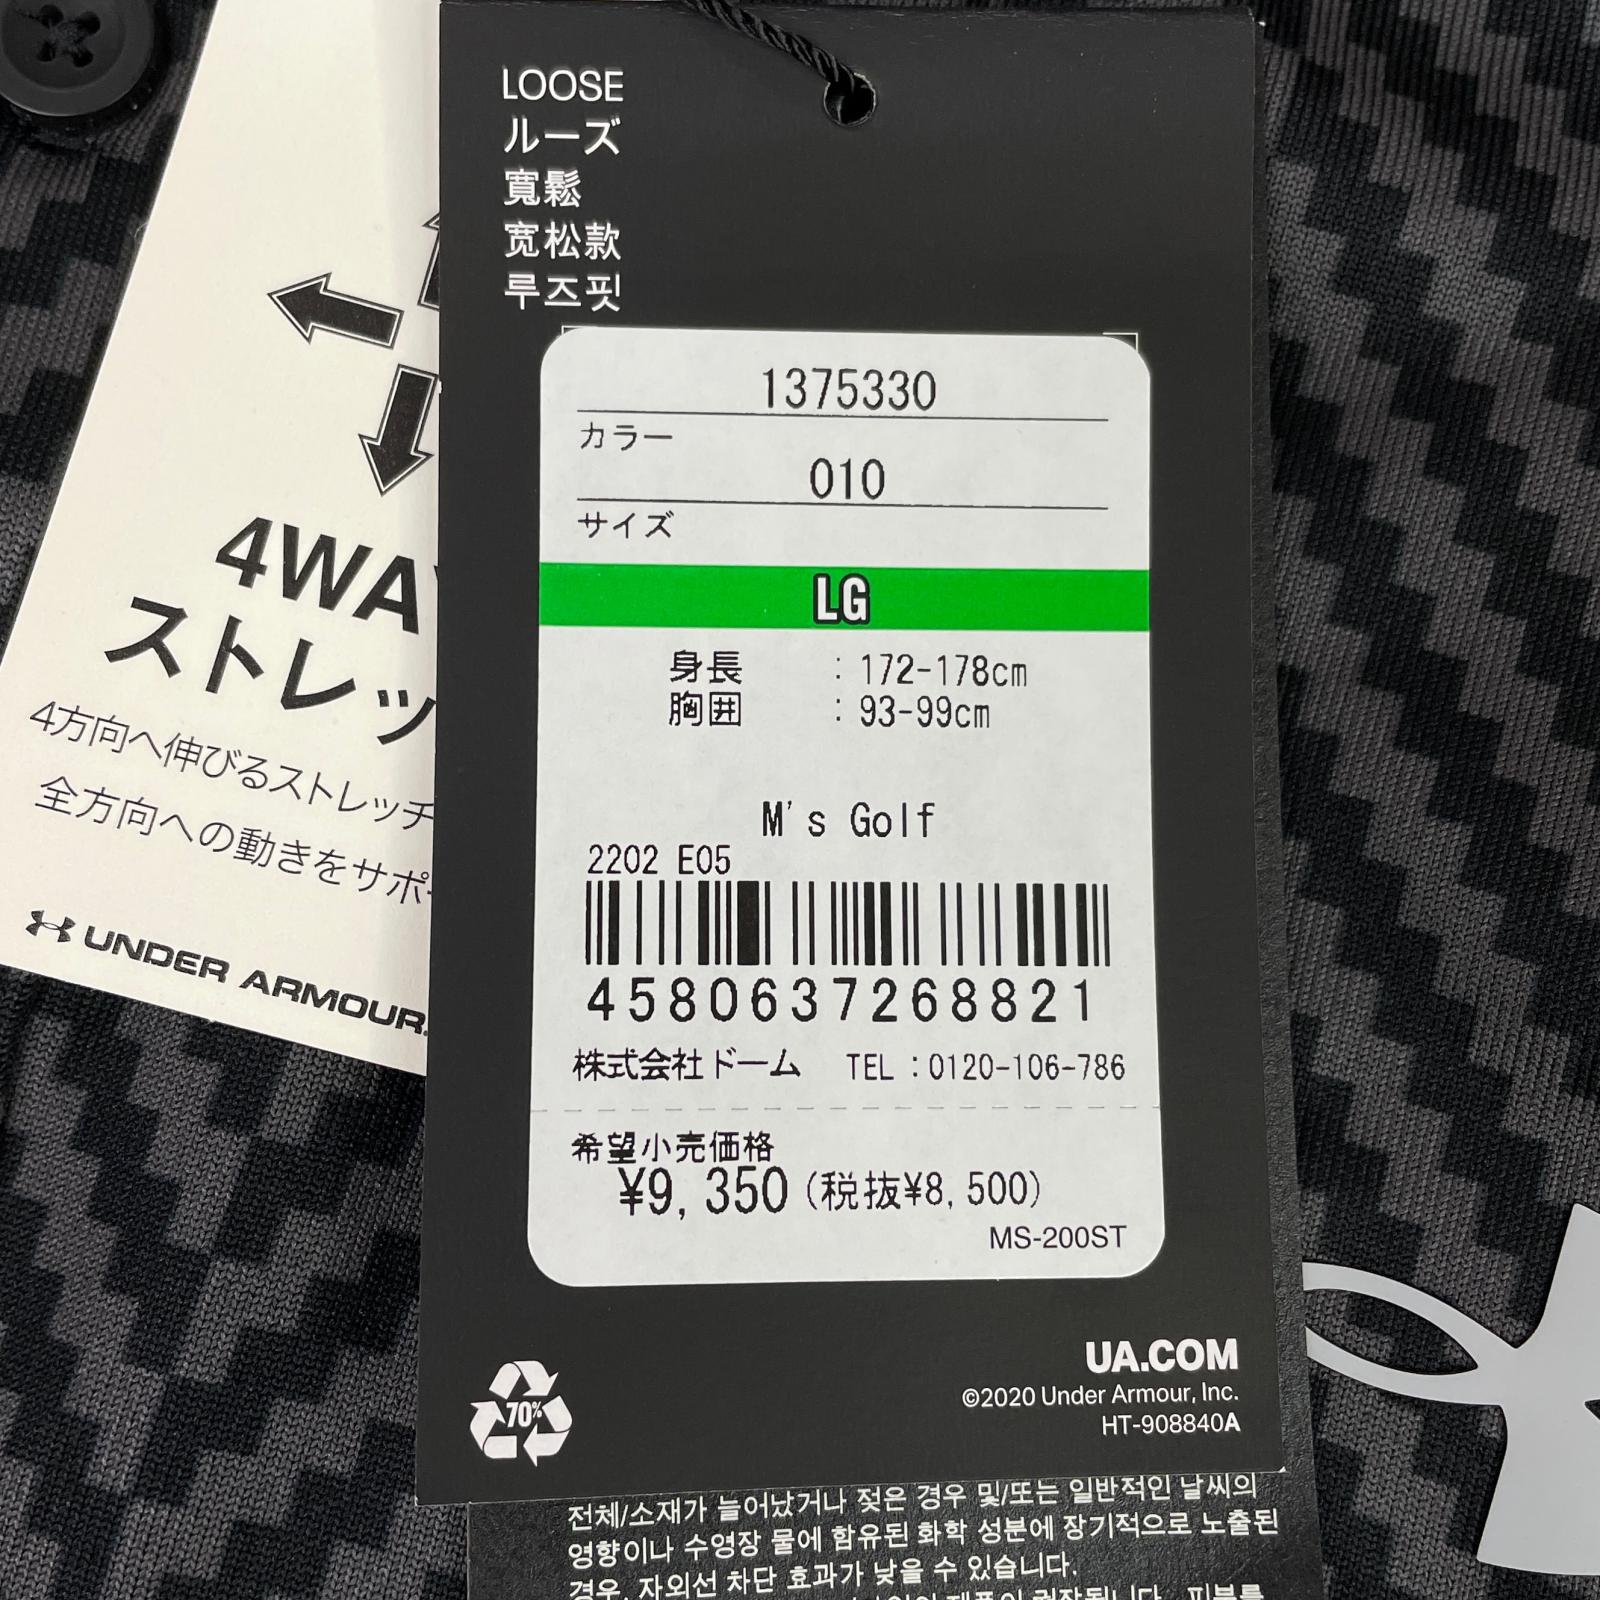 LOOSE
ルーズ
寬鬆
宽松款
루즈핏
1375330
カラー
010
サイズ
LG
身長 : 172-178cm
胸囲 : 93-99cm
M's Golf
2202 E05
4580637268821
株式会社ドーム TEL:0120-106-786
希望小売価格
¥9,350(税抜¥8,500)
MS-200ST
70%
UA.COM
©2020 Under Armour, Inc.
HT-908840A
4WAY
ストレッ
4方向へ伸びるストレッチ
全方向への動きをサポー
UNDER ARMOUR.
전체/소재가 늘어났거나 젖은 경우 및/또는 일반적인 날씨의
영향이나 수영장 물에 함유된 화학 성분에 장기적으로 노출된
경우, 자외선 차단 효과가 낮을 수 있습니다.